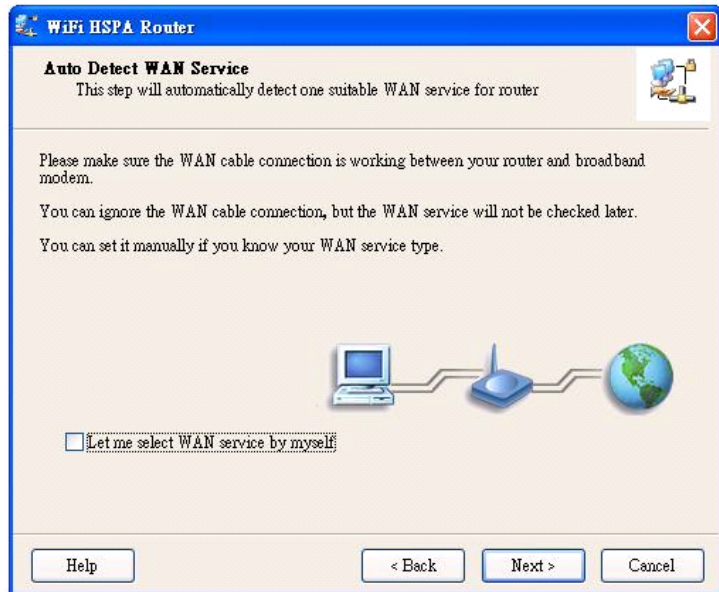 WiFi HSPA Router
Auto Detect WAN Service
This step will automatically detect one suitable WAN service for router
Please make sure the WAN cable connection is working between your router and broadband
modem.
You can ignore the WAN cable connection, but the WAN service will not be checked later.
You can set it manually if you know your WAN service type.
Let me select WAN service by myself
Help
< Back
Next >
Cancel